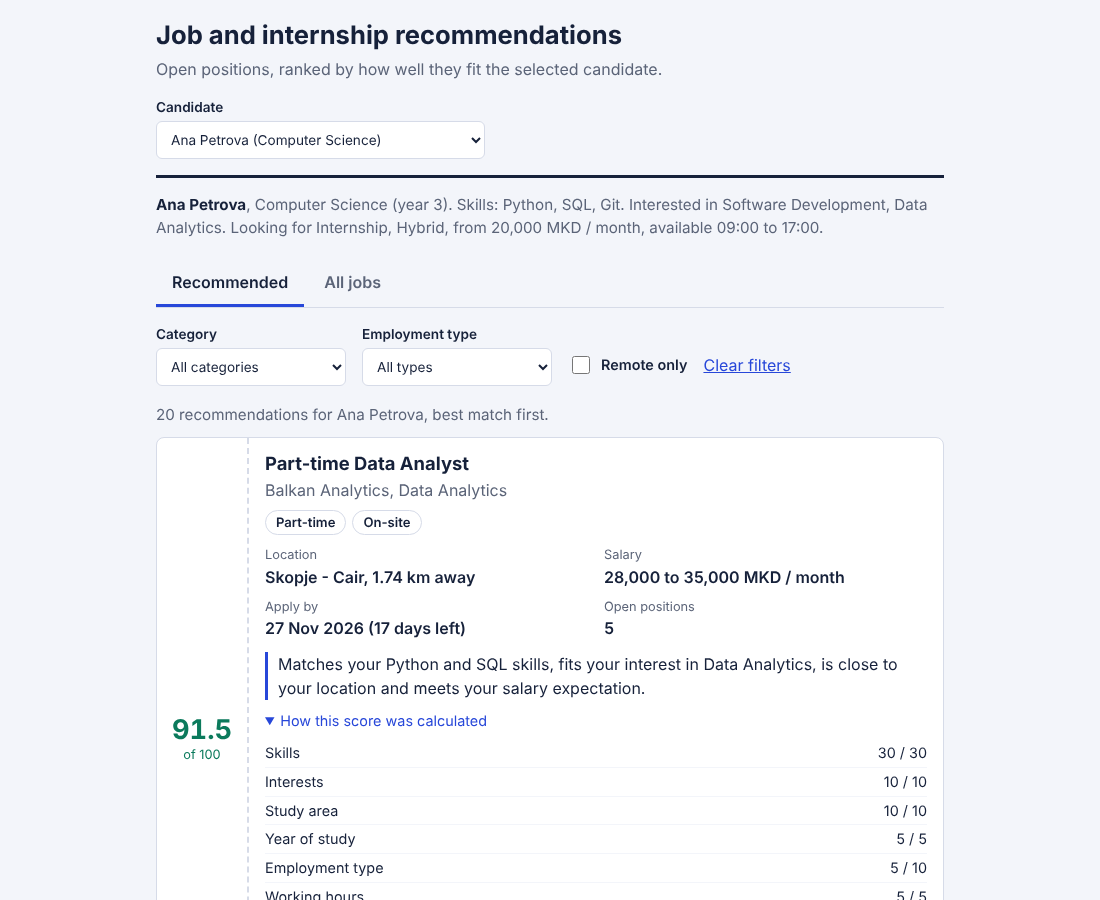 Job and internship recommendations
Open positions, ranked by how well they fit the selected candidate.
Candidate
Ana Petrova (Computer Science)
Ana Petrova, Computer Science (year 3). Skills: Python, SQL, Git. Interested in Software Development, Data
Analytics. Looking for Internship, Hybrid, from 20,000 MKD / month, available 09:00 to 17:00.
Recommended All jobs
Category Employment type
All categories All types Remote only Clear filters
20 recommendations for Ana Petrova, best match first.
Part-time Data Analyst
Balkan Analytics, Data Analytics
Part-time On-site
Location Salary
Skopje - Cair, 1.74 km away 28,000 to 35,000 MKD / month
Apply by Open positions
27 Nov 2026 (17 days left) 5
Matches your Python and SQL skills, fits your interest in Data Analytics, is close to
your location and meets your salary expectation.
How this score was calculated
91.5
of 100
Skills 30 / 30
Interests 10 / 10
Study area 10 / 10
Year of study 5 / 5
Employment type 5 / 10
Working hours 5 / 5